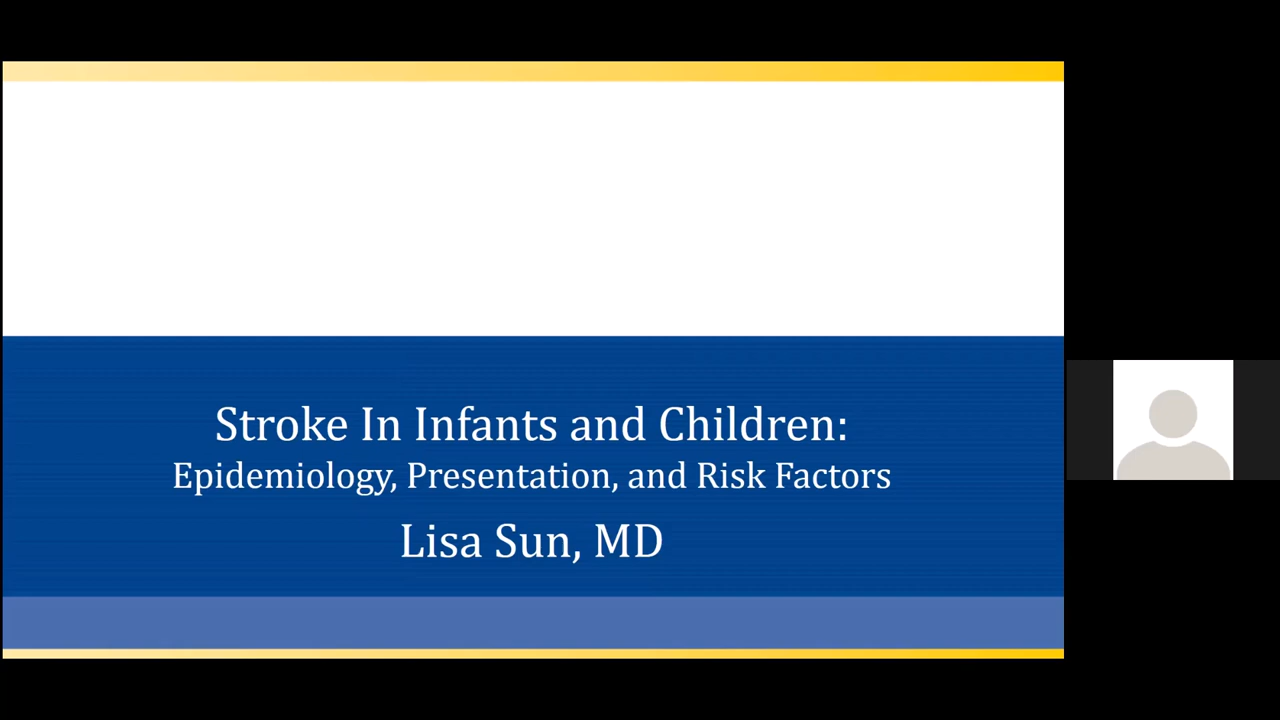 Stroke In Infants and Children:
Epidemiology, Presentation, and Risk Factors
Lisa Sun, MD